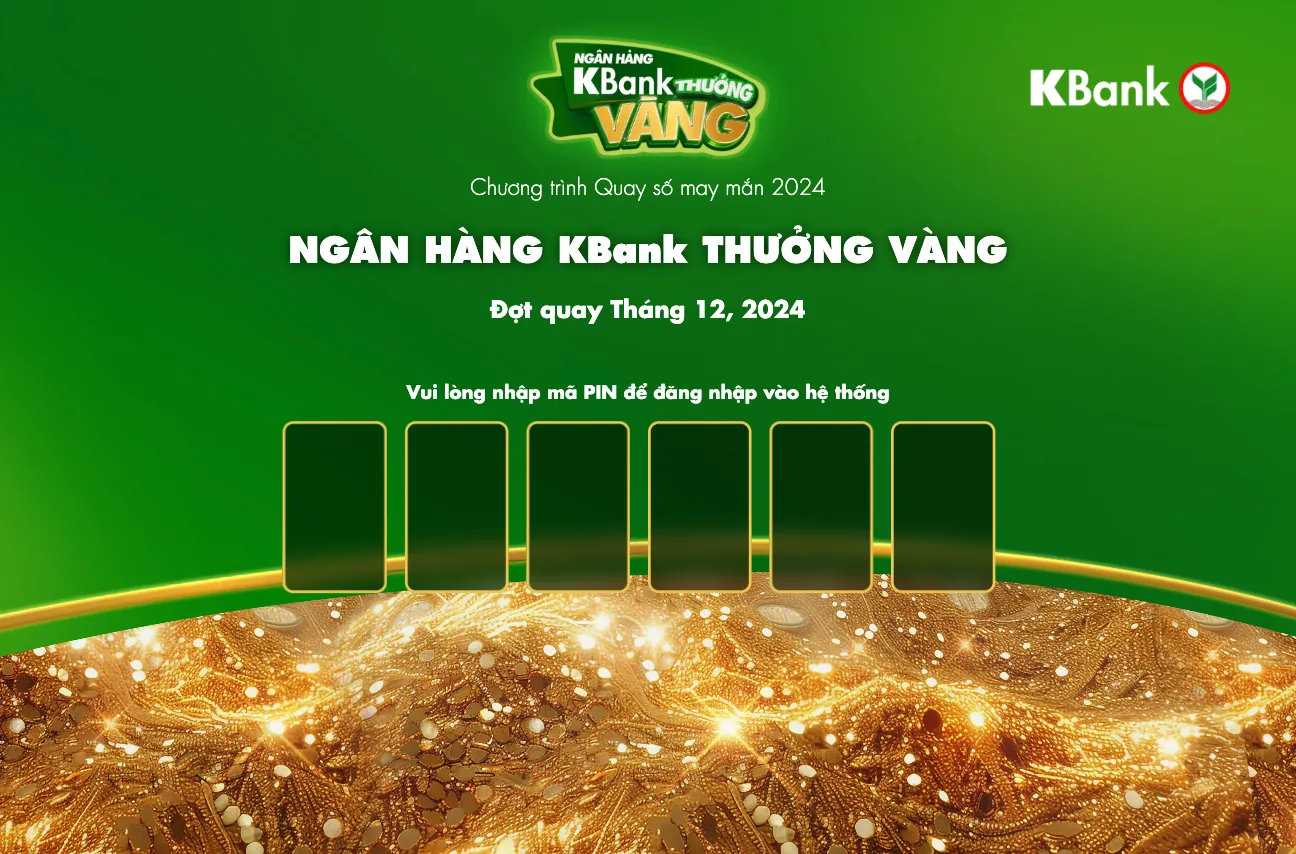 NGÂN HÀNG
KBank THƯỞNG
VÀNG
KBank
Chương trình Quay số may mắn 2024
NGÂN HÀNG KBank THƯỞNG VÀNG
Đợt quay Tháng 12, 2024
Vui lòng nhập mã PIN để đăng nhập vào hệ thống